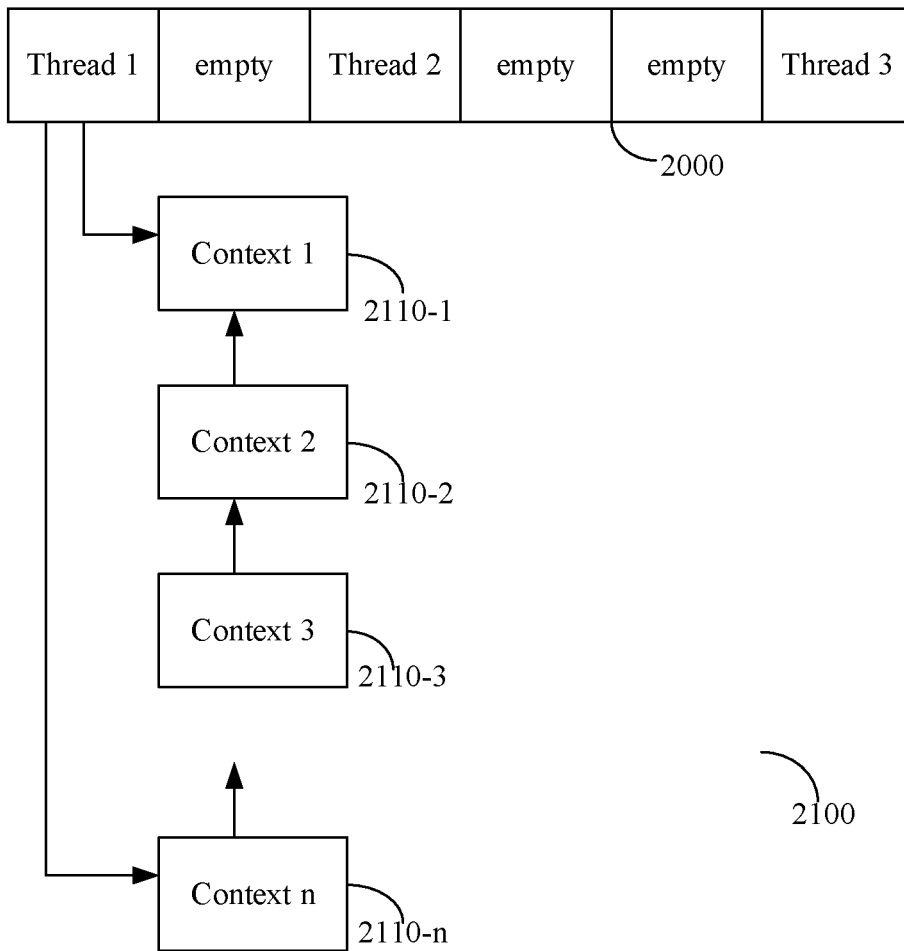 Thread 1 empty Thread 2 empty empty Thread 3
2000
Context 1
2110-1
Context 2
2110-2
Context 3
2110-3
2100
Context n
2110-n